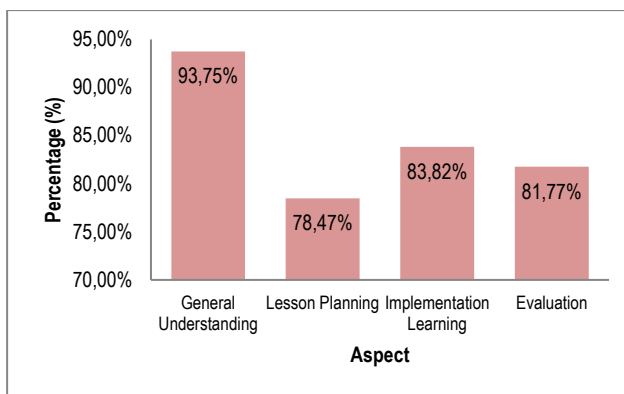 95,00%
90,00%
85,00%
80,00%
75,00%
70,00%
Percentage (%)
93,75%
78,47%
83,82%
81,77%
General Understanding
Lesson Planning
Implementation Learning
Evaluation
Aspect